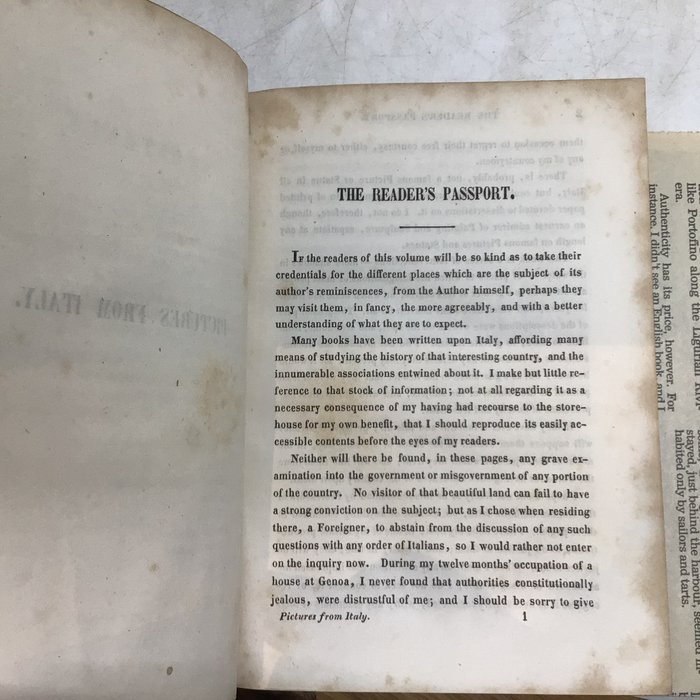 THE READER'S PASSPORT.
If the readers of this volume will be so kind as to take their
credentials for the different places which are the subject of its
author's reminiscences, from the Author himself, perhaps they
may visit them, in fancy, the more agreeably, and with a better
understanding of what they are to expect.
Many books have been written upon Italy, affording many
means of studying the history of that interesting country, and the
innumerable associations entwined about it. I make but little re-
ference to that stock of information; not at all regarding it as a
necessary consequence of my having had recourse to the store-
house for my own benefit, that I should reproduce its easily ac-
cessible contents before the eyes of my readers.
Neither will there be found, in these pages, any grave ex-
amination into the government or misgovernment of any portion
of the country. No visitor of that beautiful land can fail to have
a strong conviction on the subject; but as I chose when residing
there, a Foreigner, to abstain from the discussion of any such
questions with any order of Italians, so I would rather not enter
on the inquiry now. During my twelve months' occupation of a
house at Genoa, I never found that authorities constitutionally
jealous, were distrustful of me; and I should be sorry to give
Pictures from Italy. 1
like Portofino along the Ligurian
era.
Authenticity has its price, however. For
instance, I didn't see an English book, and I
stayed, just behind the harbour, seemed
habited only by sailors and tarts.